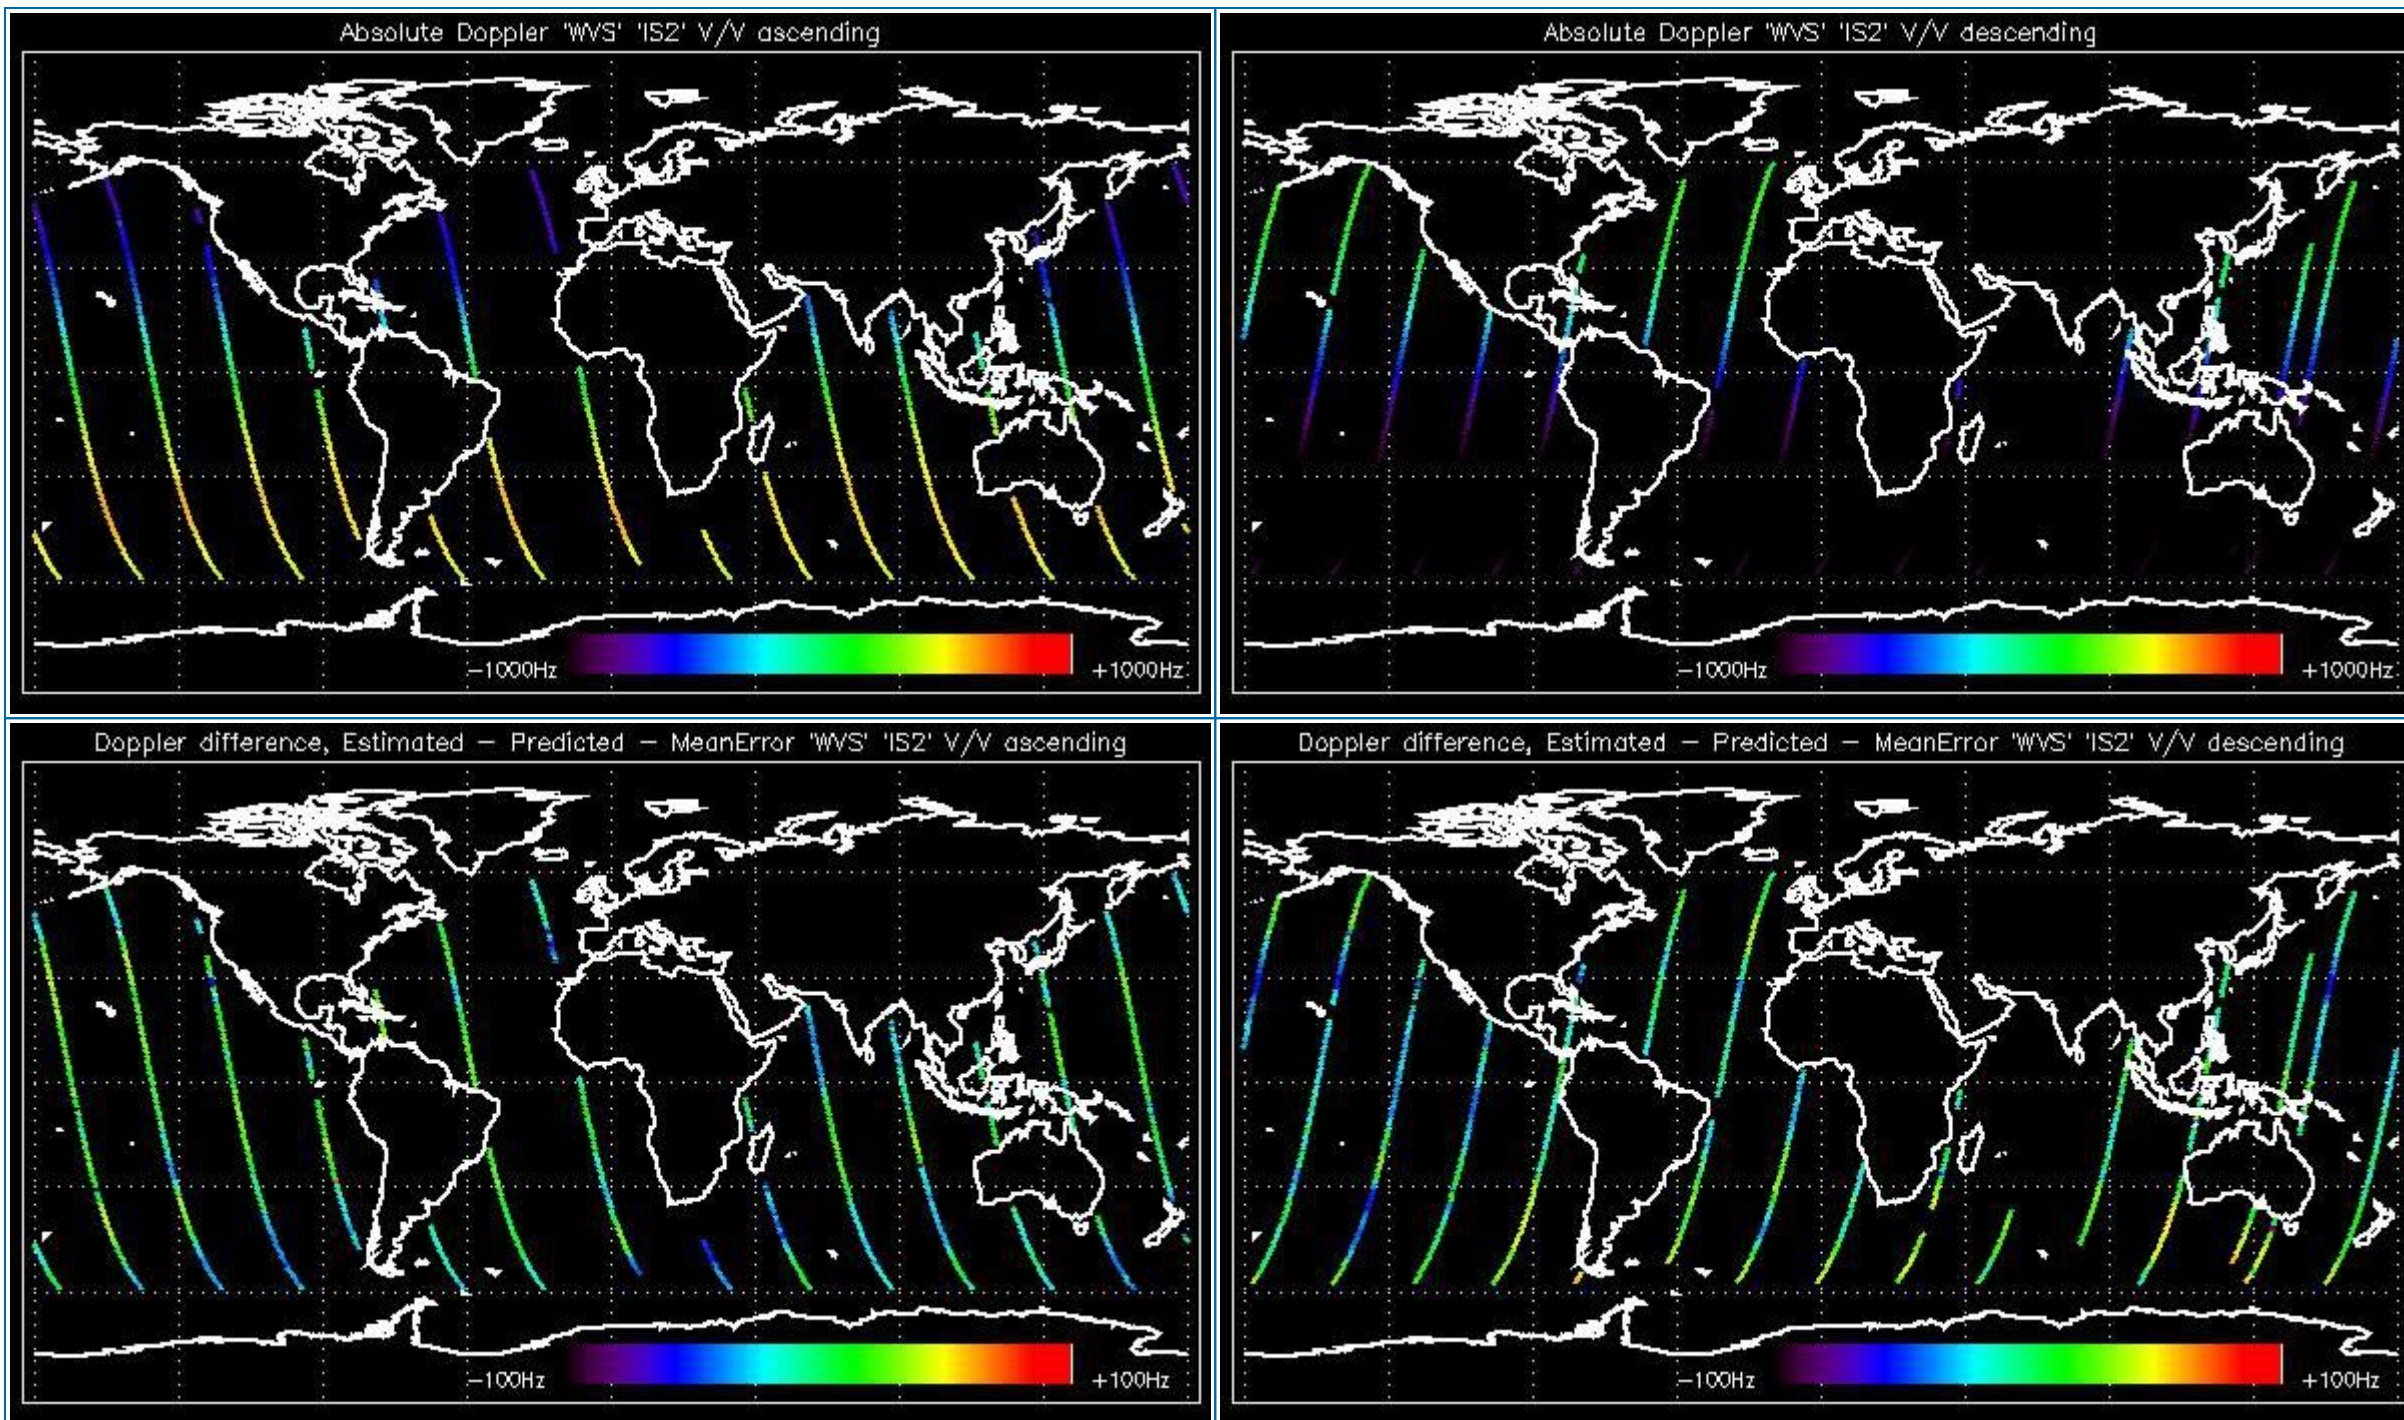 Absolute Doppler 'WVS' 'IS2' V/V ascending
-1000Hz
+1000Hz
Absolute Doppler 'WVS' 'IS2' V/V descending
-1000Hz
+1000Hz
Doppler difference, Estimated - Predicted - MeanError 'WVS' 'IS2' V/V ascending
-100Hz
+100Hz
Doppler difference, Estimated - Predicted - MeanError 'WVS' 'IS2' V/V descending
-100Hz
+100Hz